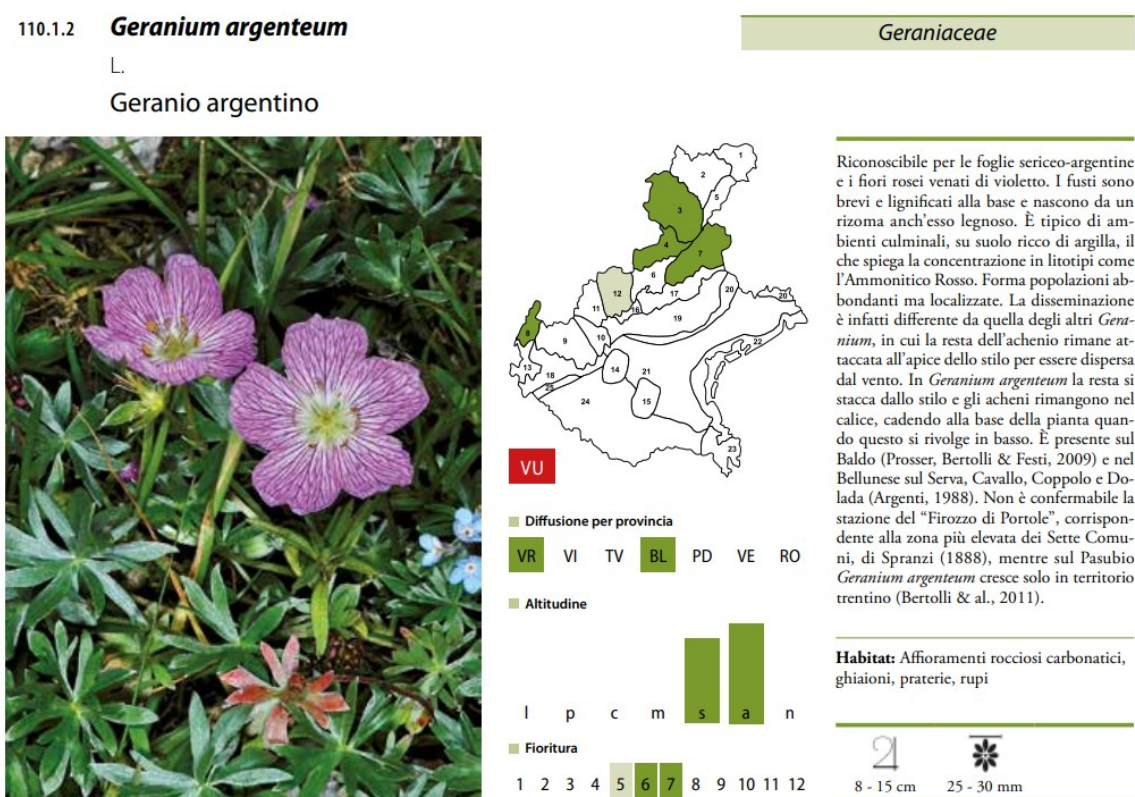 110.1.2
Geranium argenteum
L.
Geranio argentino
Geraniaceae
1
2
5
3
4
7
6
12
11
16
17
20
20
19
8
9
10
22
13
18
14
21
25
24
15
23
VU
Diffusione per provincia
VR VI TV BL PD VE RO
Altitudine
l p c m s a n
Fioritura
1 2 3 4 5 6 7 8 9 10 11 12
Riconoscibile per le foglie sericeo-argentine
e i fiori rosei venati di violetto. I fusti sono
brevi e lignificati alla base e nascono da un
rizoma anch'esso legnoso. È tipico di am-
bienti culminali, su suolo ricco di argilla, il
che spiega la concentrazione in litotipi come
l'Ammonitico Rosso. Forma popolazioni ab-
bondanti ma localizzate. La disseminazione
è infatti differente da quella degli altri Gera-
nium, in cui la resta dell'achenio rimane at-
taccata all'apice dello stilo per essere dispersa
dal vento. In Geranium argenteum la resta si
stacca dallo stilo e gli acheni rimangono nel
calice, cadendo alla base della pianta quan-
do questo si rivolge in basso. È presente sul
Baldo (Prosser, Bertolli & Festi, 2009) e nel
Bellunese sul Serva, Cavallo, Coppolo e Do-
lada (Argenti, 1988). Non è confermabile la
stazione del "Firozzo di Portole", corrispon-
dente alla zona più elevata dei Sette Comu-
ni, di Spranzi (1888), mentre sul Pasubio
Geranium argenteum cresce solo in territorio
trentino (Bertolli & al., 2011).
Habitat: Affioramenti rocciosi carbonatici,
ghiaioni, praterie, rupi
8 - 15 cm 25 - 30 mm